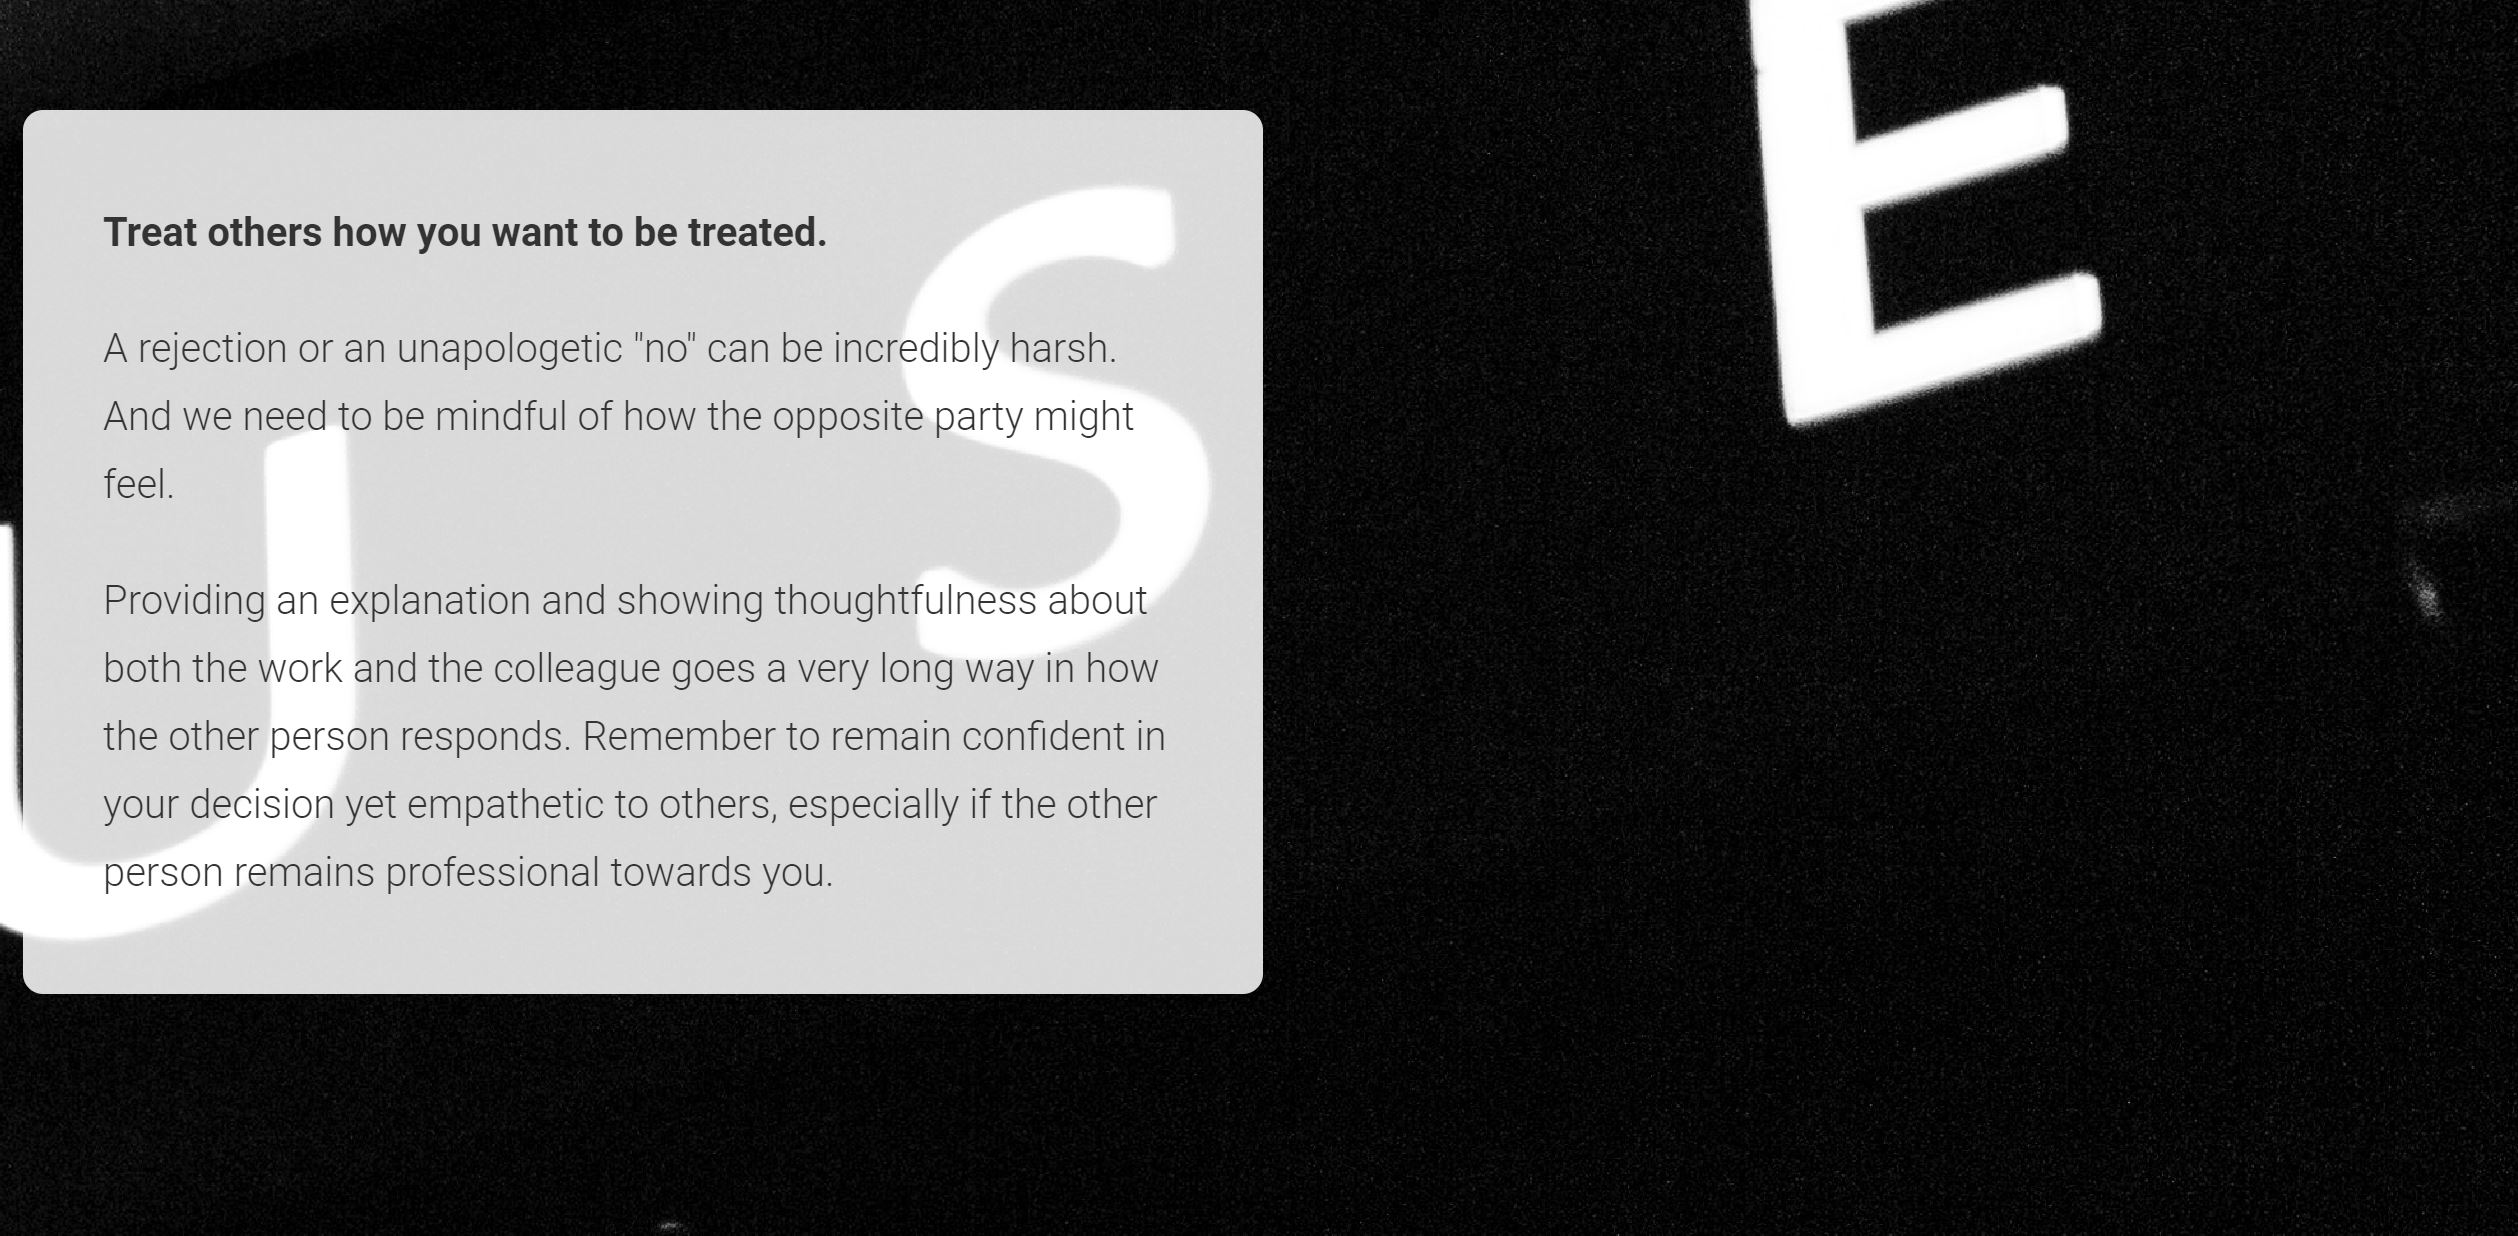 E
U S
Treat others how you want to be treated.
A rejection or an unapologetic "no" can be incredibly harsh.
And we need to be mindful of how the opposite party might
feel.
Providing an explanation and showing thoughtfulness about
both the work and the colleague goes a very long way in how
the other person responds. Remember to remain confident in
your decision yet empathetic to others, especially if the other
person remains professional towards you.